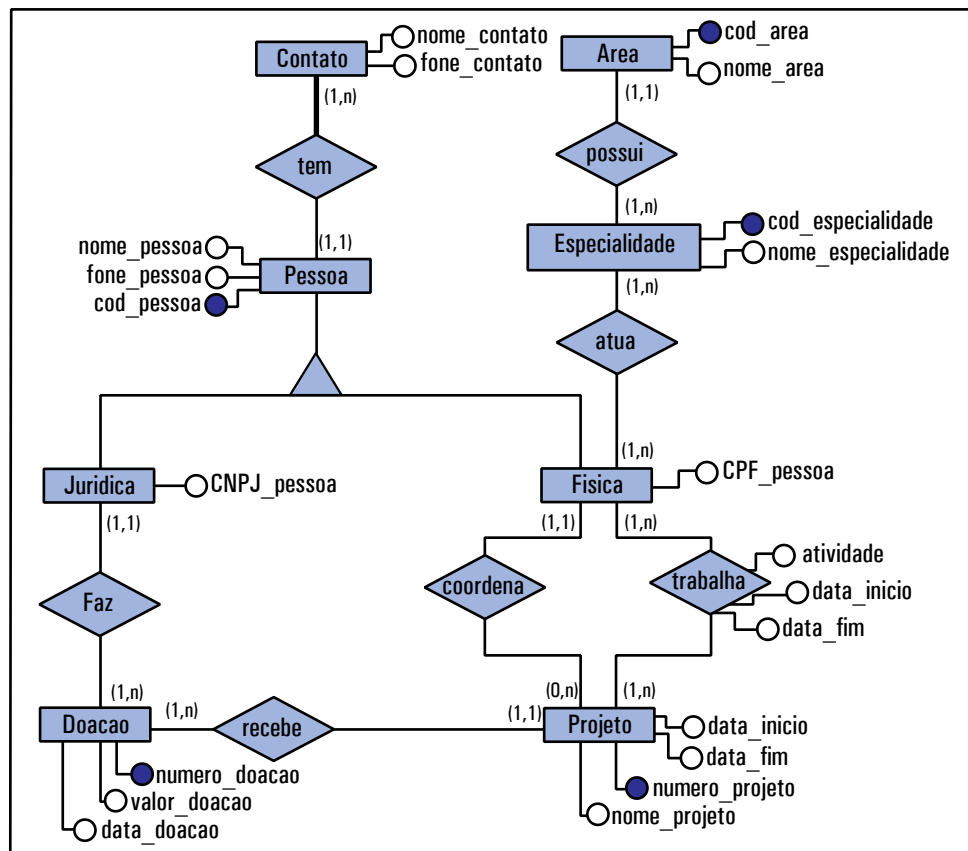 nome_contato
Contato
fone_contato
(1,n)
cod_area
Area
nome_area
(1,1)
tem
possui
(1,1)
(1,n)
nome_pessoa
fone_pessoa
cod_pessoa
Pessoa
Especialidade
cod_especialidade
nome_especialidade
(1,n)
atua
(1,n)
Juridica
CNPJ_pessoa
Fisica
CPF_pessoa
(1,1)
(1,1)
(1,n)
Faz
coordena
trabalha
atividade
data_inicio
data_fim
(1,n)
(1,n)
(0,n)
(1,n)
(1,1)
Doacao
recebe
Projeto
data_inicio
data_fim
numero_doacao
valor_doacao
data_doacao
numero_projeto
nome_projeto